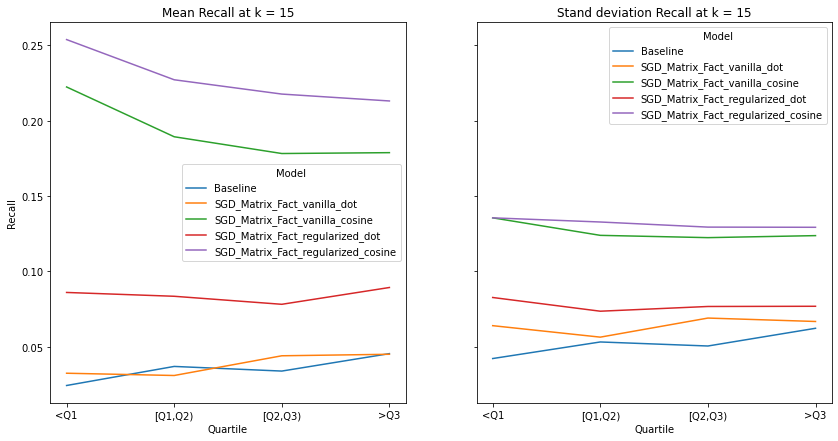 Mean Recall at k = 15
Recall
0.25
0.20
0.15
0.10
0.05
Model
Baseline
SGD_Matrix_Fact_vanilla_dot
SGD_Matrix_Fact_vanilla_cosine
SGD_Matrix_Fact_regularized_dot
SGD_Matrix_Fact_regularized_cosine
<Q1 [Q1,Q2) [Q2,Q3) >Q3
Quartile
Stand deviation Recall at k = 15
Model
Baseline
SGD_Matrix_Fact_vanilla_dot
SGD_Matrix_Fact_vanilla_cosine
SGD_Matrix_Fact_regularized_dot
SGD_Matrix_Fact_regularized_cosine
<Q1 [Q1,Q2) [Q2,Q3) >Q3
Quartile